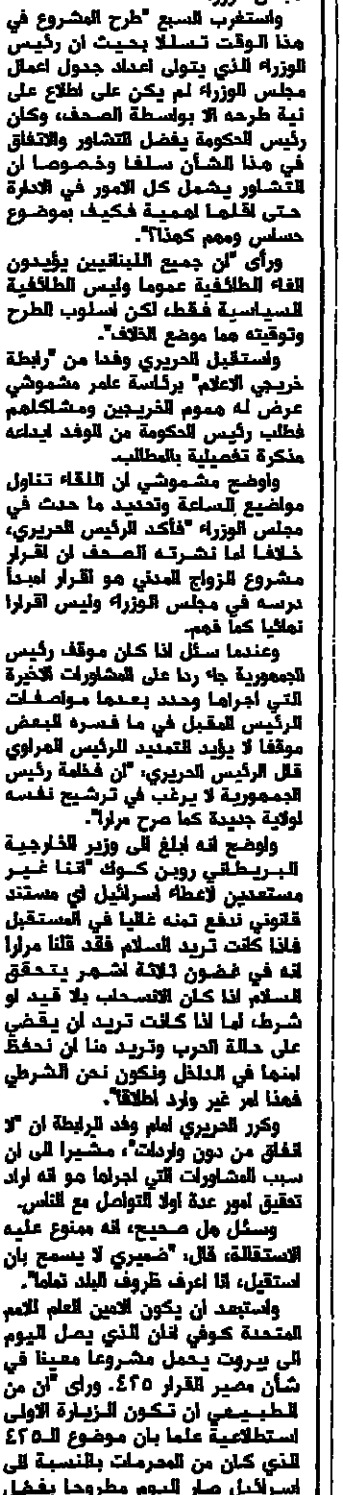 واستغرب السبع "طرح المشروع في
هذا الوقت تسللا بحيث ان رئيس
الوزراء الذي يتولى اعداد جدول اعمال
مجلس الوزراء لم يكن على اطلاع على
نية طرحه الا بواسطة الصحف، وكان
رئيس الحكومة يفضل التشاور والاتفاق
في هذا الشأن سلفا وخصوصا ان
التشاور يشمل كل الامور في الادارة
حتى اقلها اهمية فكيف بموضوع
حساس ومهم كهذا؟".
ورأى "ان جميع اللبنانيين يؤيدون
الغاء الطائفية عموما وليس الطائفية
السياسية فقط، لكن اسلوب الطرح
وتوقيته هما موضع الخلاف".
واستقبل الحريري وفدا من "رابطة
خريجي الاعلام" برئاسة عامر مشموشي
عرض له هموم الخريجين ومشاكلهم
فطلب رئيس الحكومة من الوفد ايداعه
مذكرة تفصيلية بالمطالب.
واوضح مشموشي ان اللقاء تناول
مواضيع الساعة وتحديد ما حدث في
مجلس الوزراء "فأكد الرئيس الحريري،
خلافا لما نشرته الصحف ان اقرار
مشروع الزواج المدني هو اقرار لمبدأ
درسه في مجلس الوزراء وليس اقرارا
نهائيا كما فهم.
وعندما سئل اذا كان موقف رئيس
الجمهورية جاء ردا على المشاورات الاخيرة
التي اجراها وحدد بعدها مواصفات
الرئيس المقبل في ما فسره البعض
موقفا لا يؤيد التمديد للرئيس الهراوي
قال الرئيس الحريري: "ان فخامة رئيس
الجمهورية لا يرغب في ترشيح نفسه
لولاية جديدة كما صرح مرارا".
واوضح انه ابلغ الى وزير الخارجية
البريطاني روبن كوك "اننا غير
مستعدين لاعطاء اسرائيل اي مستند
قانوني ندفع ثمنه غاليا في المستقبل
فاذا كانت تريد السلام فقد قلنا مرارا
انه في غضون ثلاثة اشهر يتحقق
السلام اذا كان الانسحاب بلا قيد او
شرط، اما اذا كانت تريد ان يقضي
على حالة الحرب وتريد منا ان نحفظ
امنها في الداخل ونكون نحن الشرطي
فهذا امر غير وارد اطلاقا".
وكرر الحريري امام وفد الرابطة ان "لا
انفاق من دون واردات"، مشيرا الى ان
سبب المشاورات التي اجراها هو انه اراد
تحقيق امور عدة اولا التواصل مع الناس.
وسئل هل صحيح، انه ممنوع عليه
الاستقالة، قال: "ضميري لا يسمح بان
استقيل، انا اعرف ظروف البلد تماما".
واستبعد ان يكون الامين العام للامم
المتحدة كوفي انان الذي يصل اليوم
الى بيروت يحمل مشروعا معينا في
شأن مصير القرار ٤٢٥. ورأى "ان من
الطبيعي ان تكون الزيارة الاولى
استطلاعية علما بان موضوع الـ٤٢٥
الذي كان من المحرمات بالنسبة الى
اسرائيل صار اليوم مطروحا بفضل